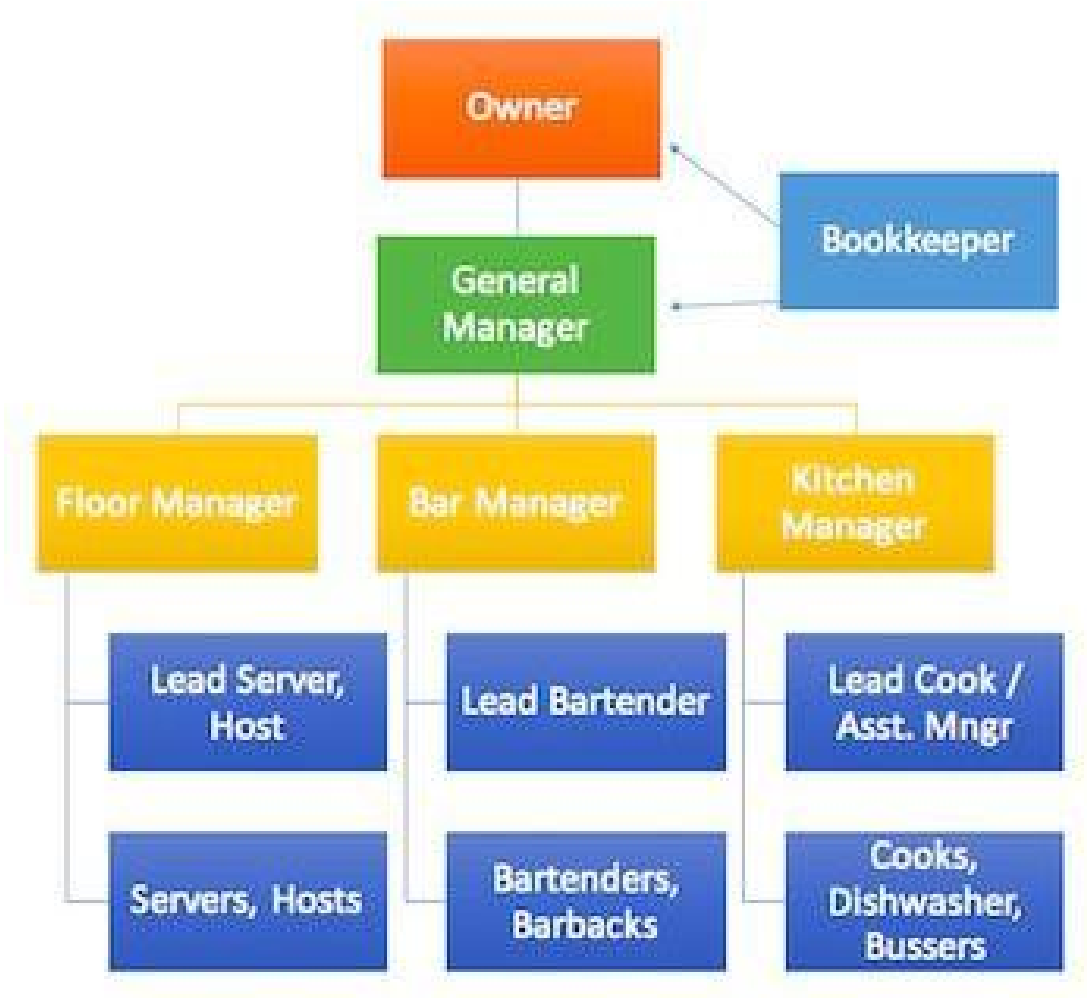 Owner
Bookkeeper
General
Manager
Floor Manager
Bar Manager
Kitchen
Manager
Lead Server,
Host
Lead Bartender
Lead Cook /
Asst. Mngr
Servers, Hosts
Bartenders,
Barbacks
Cooks,
Dishwasher,
Bussers